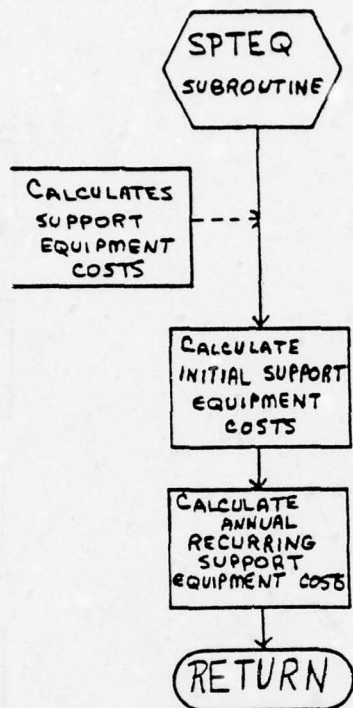 SPTEQ
SUBROUTINE
CALCULATES
SUPPORT
EQUIPMENT
COSTS
CALCULATE
INITIAL SUPPORT
EQUIPMENT
COSTS
CALCULATE
ANNUAL
RECURRING
SUPPORT
EQUIPMENT COSTS
RETURN